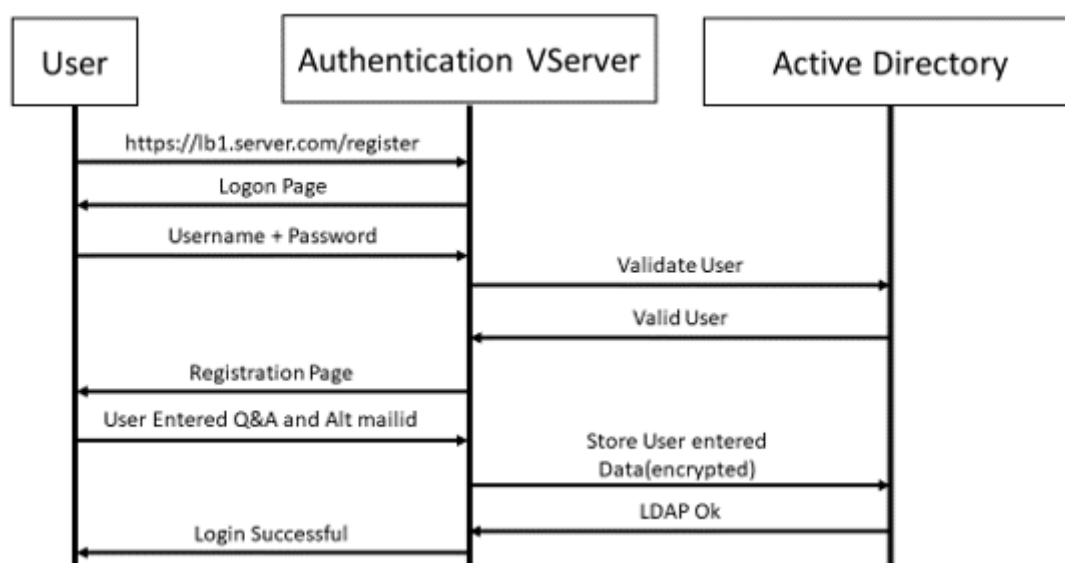 User
Authentication VServer
Active Directory
https://lb1.server.com/register
Logon Page
Username + Password
Validate User
Valid User
Registration Page
User Entered Q&A and Alt mailid
Store User entered
Data(encrypted)
LDAP Ok
Login Successful